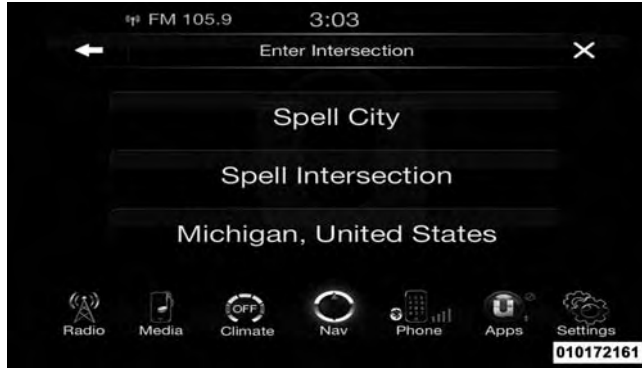 FM 105.9 3:03
Enter Intersection
Spell City
Spell Intersection
Michigan, United States
OFF
Radio Media Climate Nav Phone Apps Settings
010172161